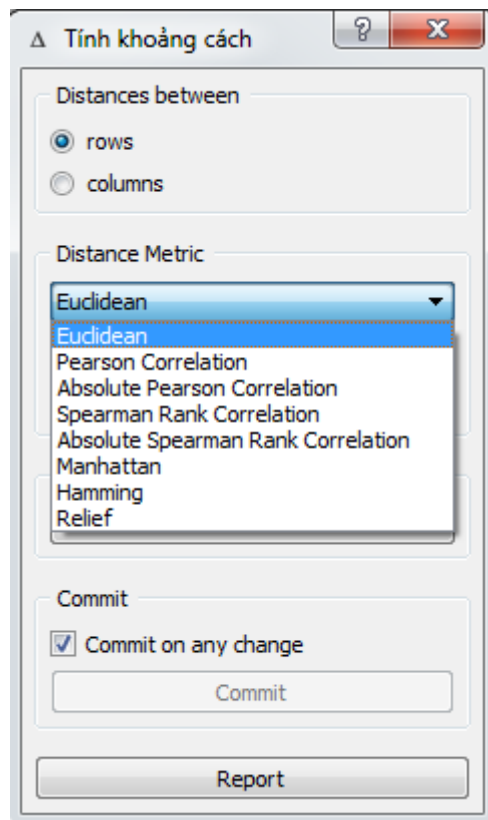 Δ Tính khoảng cách
Distances between
rows
columns
Distance Metric
Euclidean
Euclidean
Pearson Correlation
Absolute Pearson Correlation
Spearman Rank Correlation
Absolute Spearman Rank Correlation
Manhattan
Hamming
Relief
Commit
Commit on any change
Commit
Report